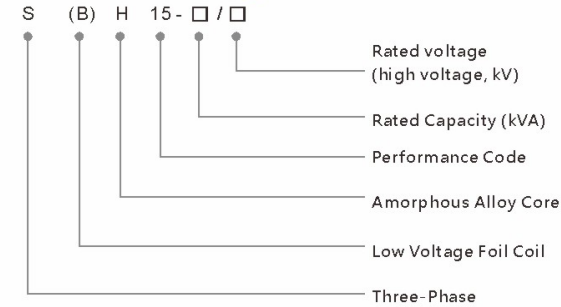 S (B) H 15-□/□
Rated voltage
(high voltage, kV)
Rated Capacity (kVA)
Performance Code
Amorphous Alloy Core
Low Voltage Foil Coil
Three-Phase